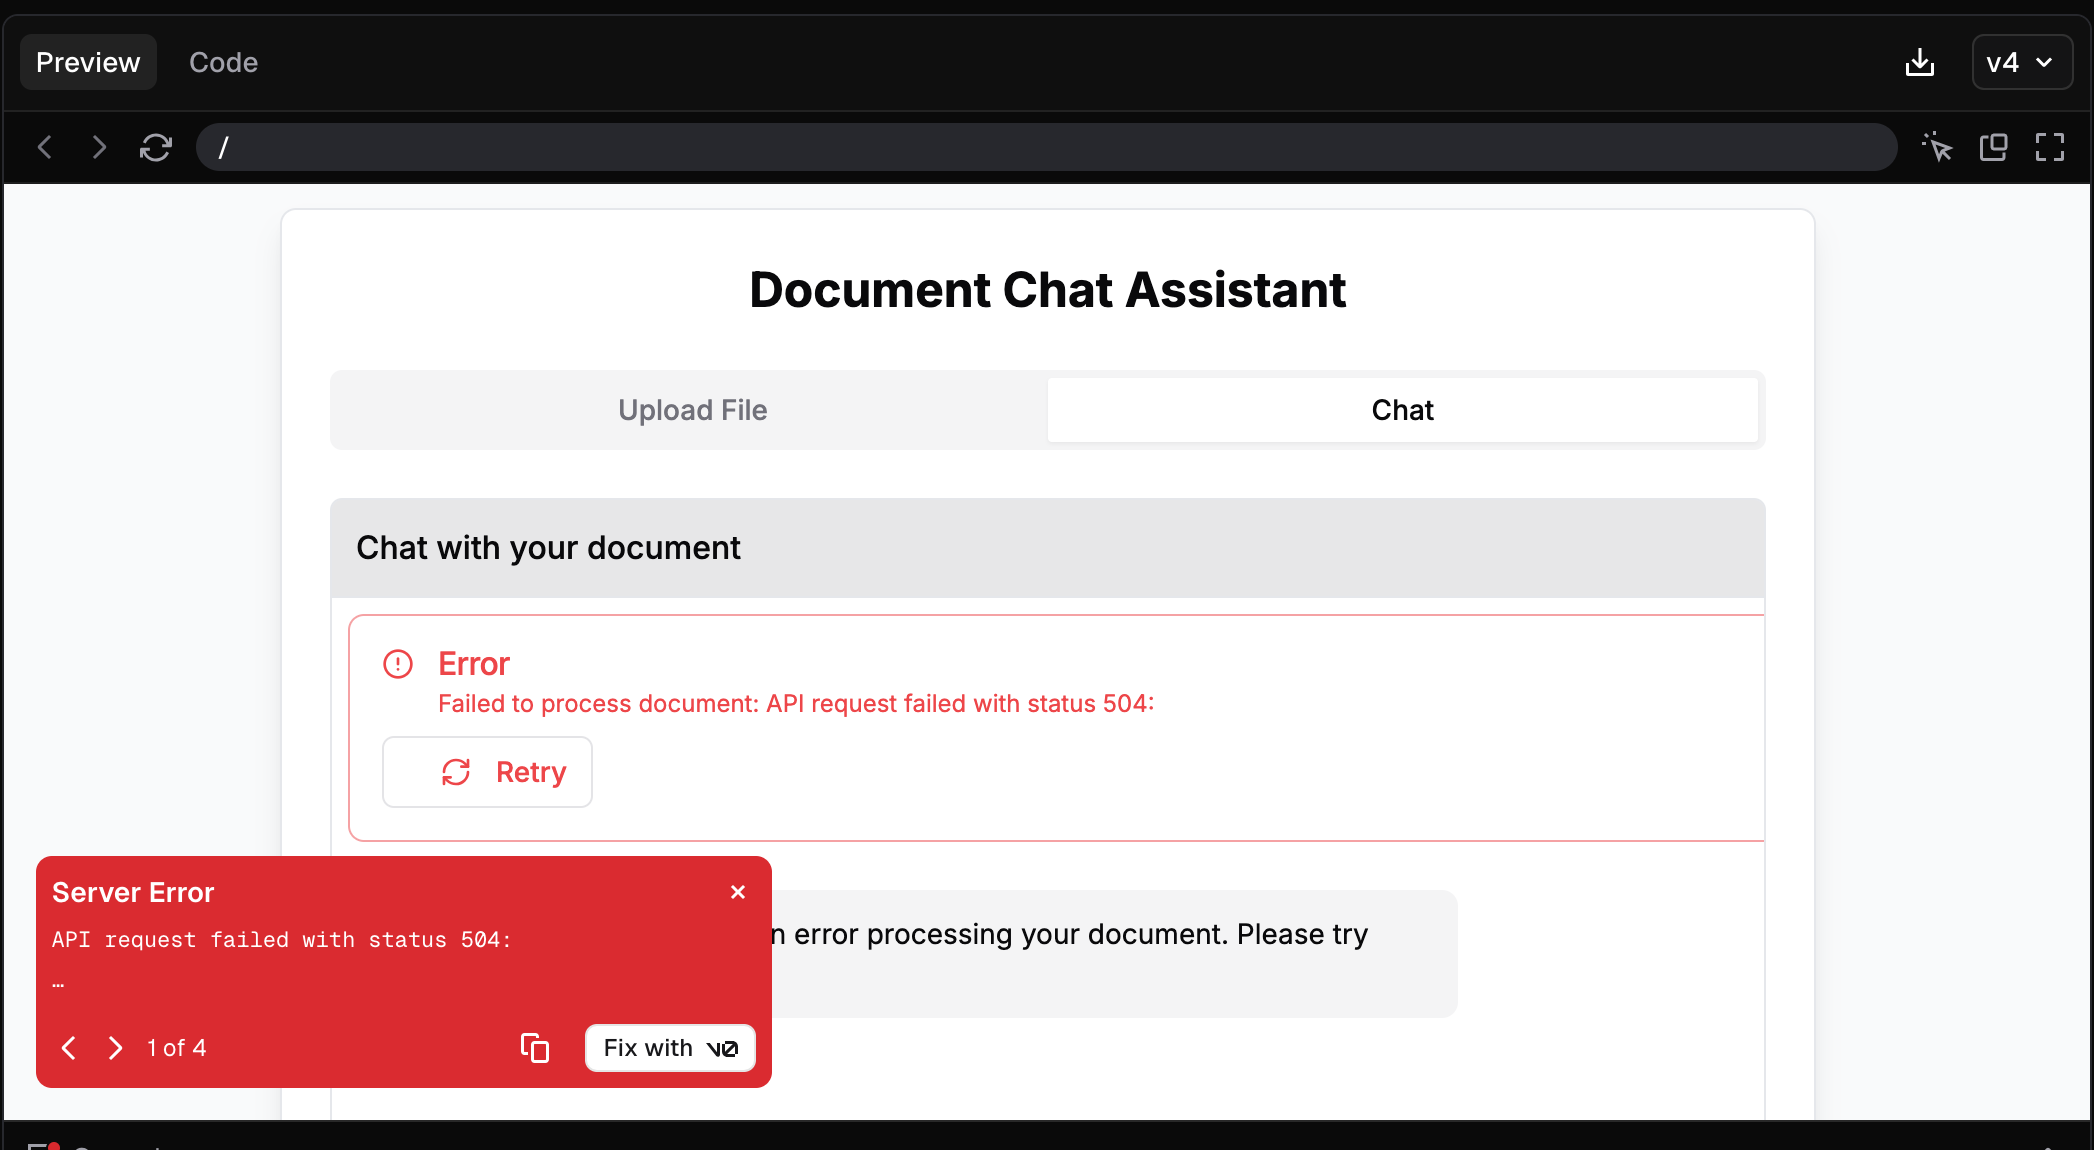 Preview
Code
v4
/
Document Chat Assistant
Upload File
Chat
Chat with your document
Error
Failed to process document: API request failed with status 504:
Retry
n error processing your document. Please try
Server Error
API request failed with status 504:
…
1 of 4
Fix with v0